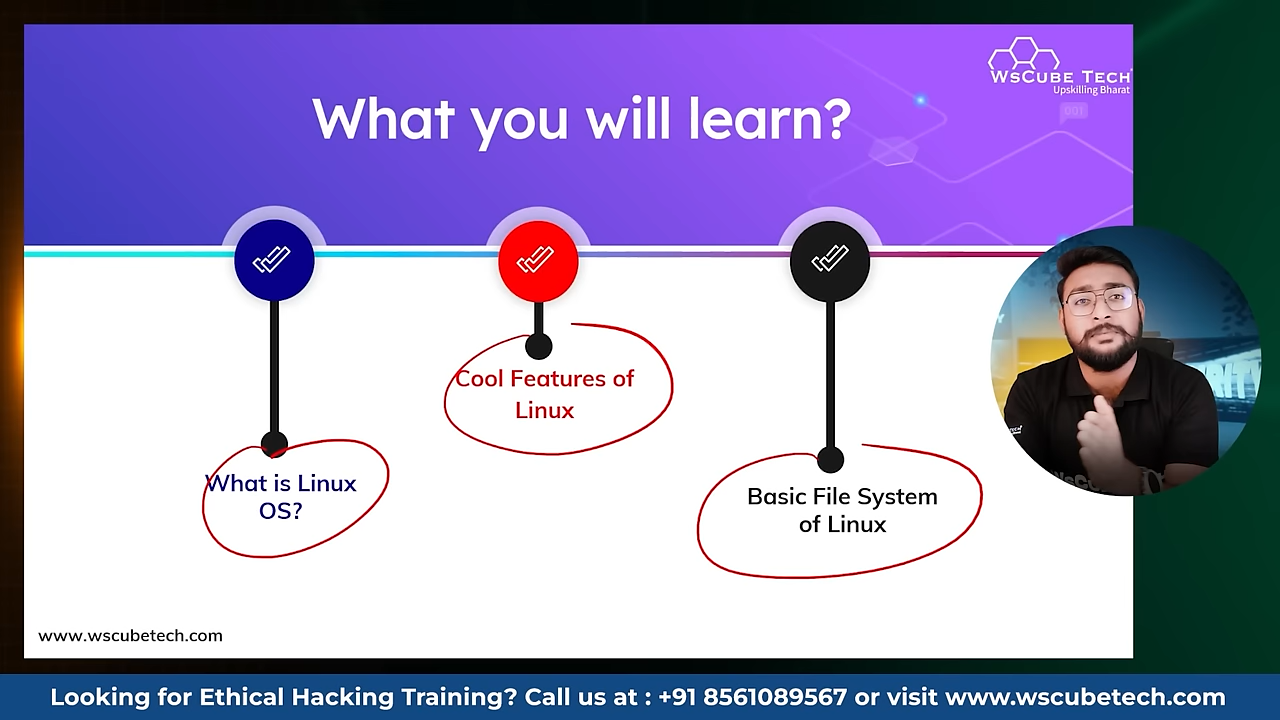 WsCube Tech
Upskilling Bharat
001
What you will learn?
Cool Features of
Linux
What is Linux
OS?
Basic File System
of Linux
www.wscubetech.com
Looking for Ethical Hacking Training? Call us at : +91 8561089567 or visit www.wscubetech.com